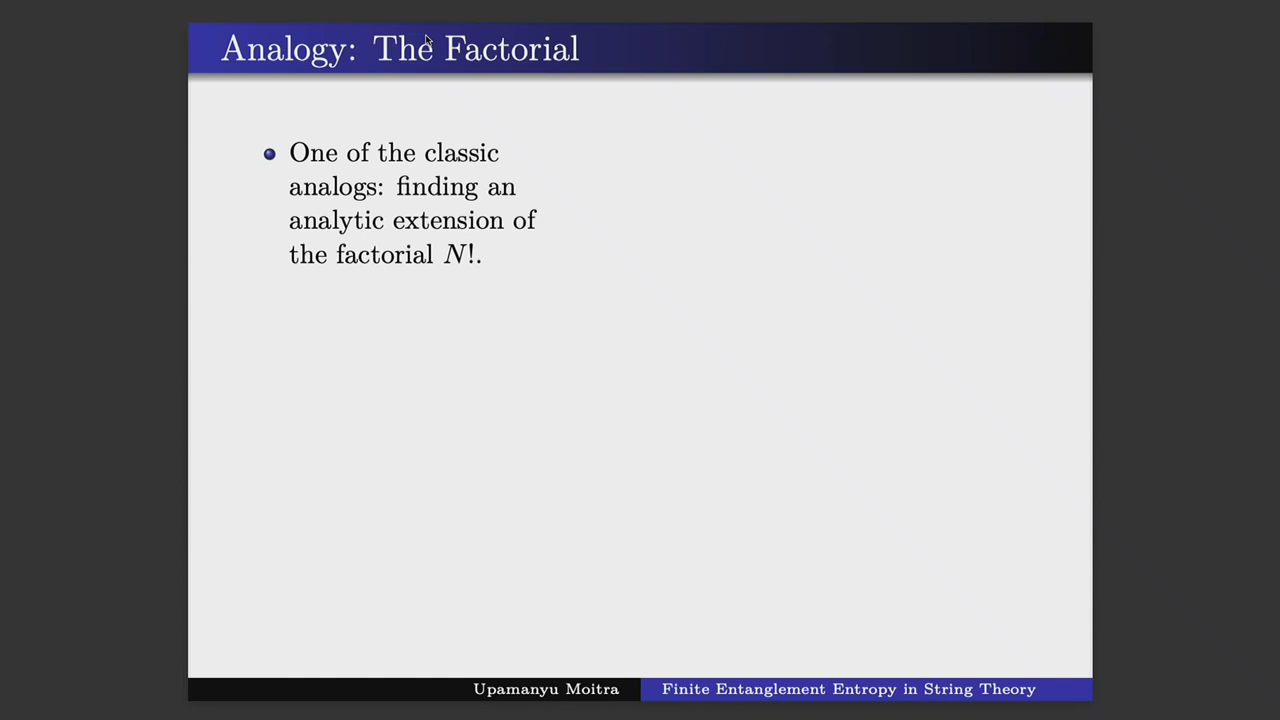 Analogy: The Factorial
One of the classic
analogs: finding an
analytic extension of
the factorial N!.
Upamanyu Moitra
Finite Entanglement Entropy in String Theory